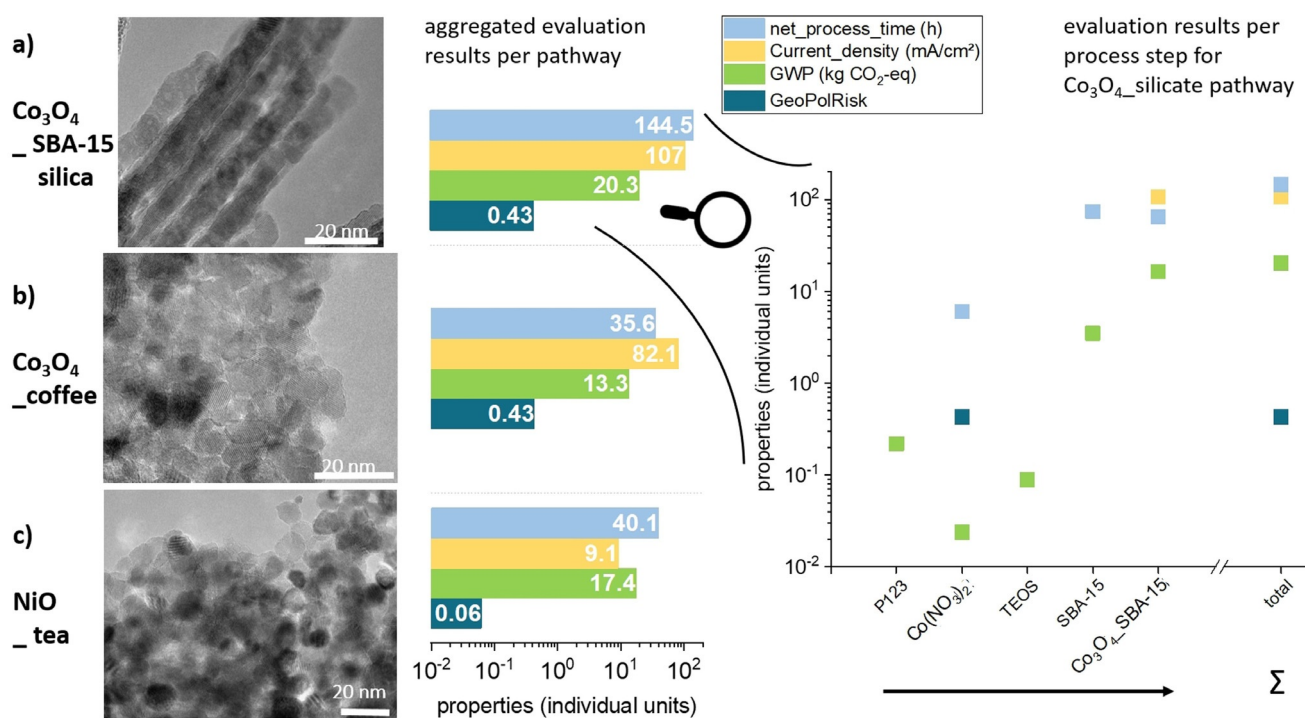 a)
Co₃O₄
_ SBA-15
silica
20 nm
b)
Co₃O₄
_coffee
20 nm
c)
NiO
_ tea
20 nm
aggregated evaluation
results per pathway
144.5
107
20.3
0.43
35.6
82.1
13.3
0.43
40.1
9.1
17.4
0.06
10⁻² 10⁻¹ 10⁰ 10¹ 10²
properties (individual units)
net_process_time (h)
Current_density (mA/cm²)
GWP (kg CO₂-eq)
GeoPolRisk
evaluation results per
process step for
Co₃O₄_silicate pathway
properties (individual units)
10²
10¹
10⁰
10⁻¹
10⁻²
P123
Co(NO₃)₂
TEOS
SBA-15
Co₃O₄_SBA-15
total
Σ